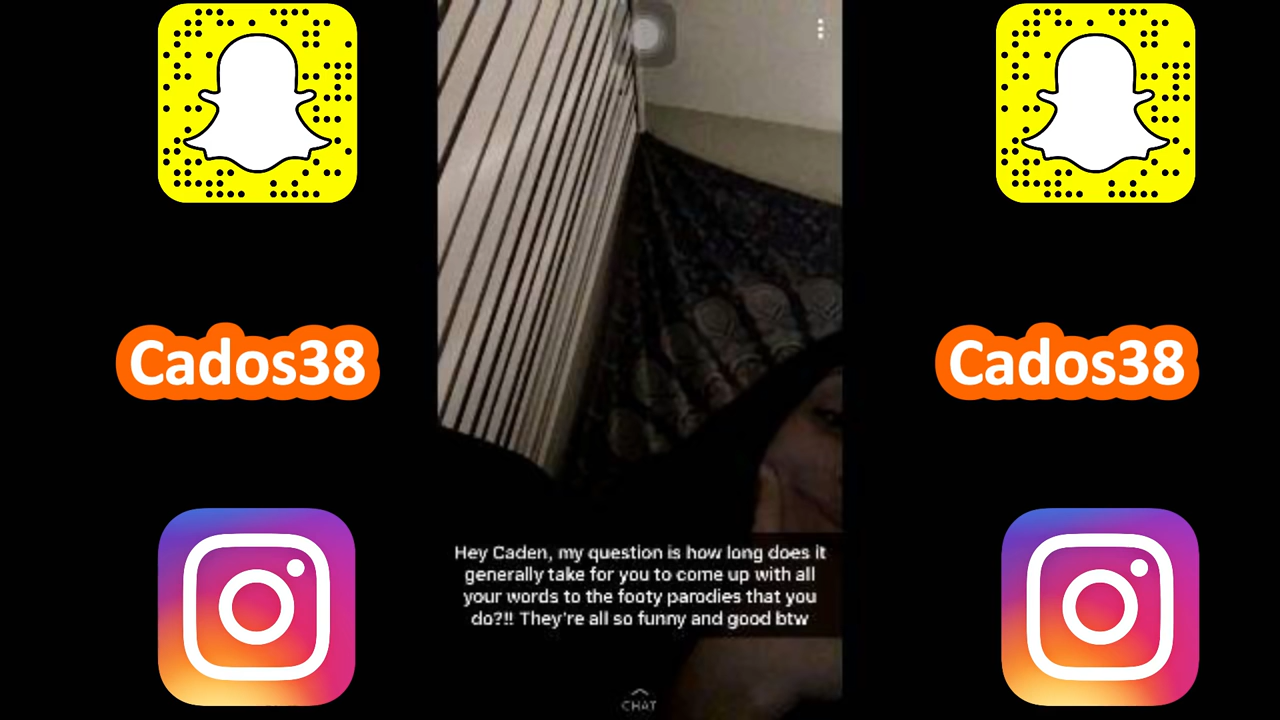 Cados38
Cados38
Hey Caden, my question is how long does it
generally take for you to come up with all
your words to the footy parodies that you
do?!! They're all so funny and good btw
CHAT